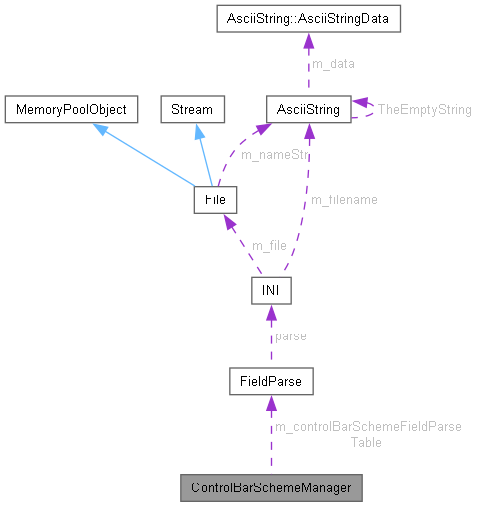 AsciiString::AsciiStringData
m_data
MemoryPoolObject
Stream
AsciiString
TheEmptyString
m_nameStr
File
m_filename
m_file
INI
parse
FieldParse
m_controlBarSchemeFieldParse
Table
ControlBarSchemeManager